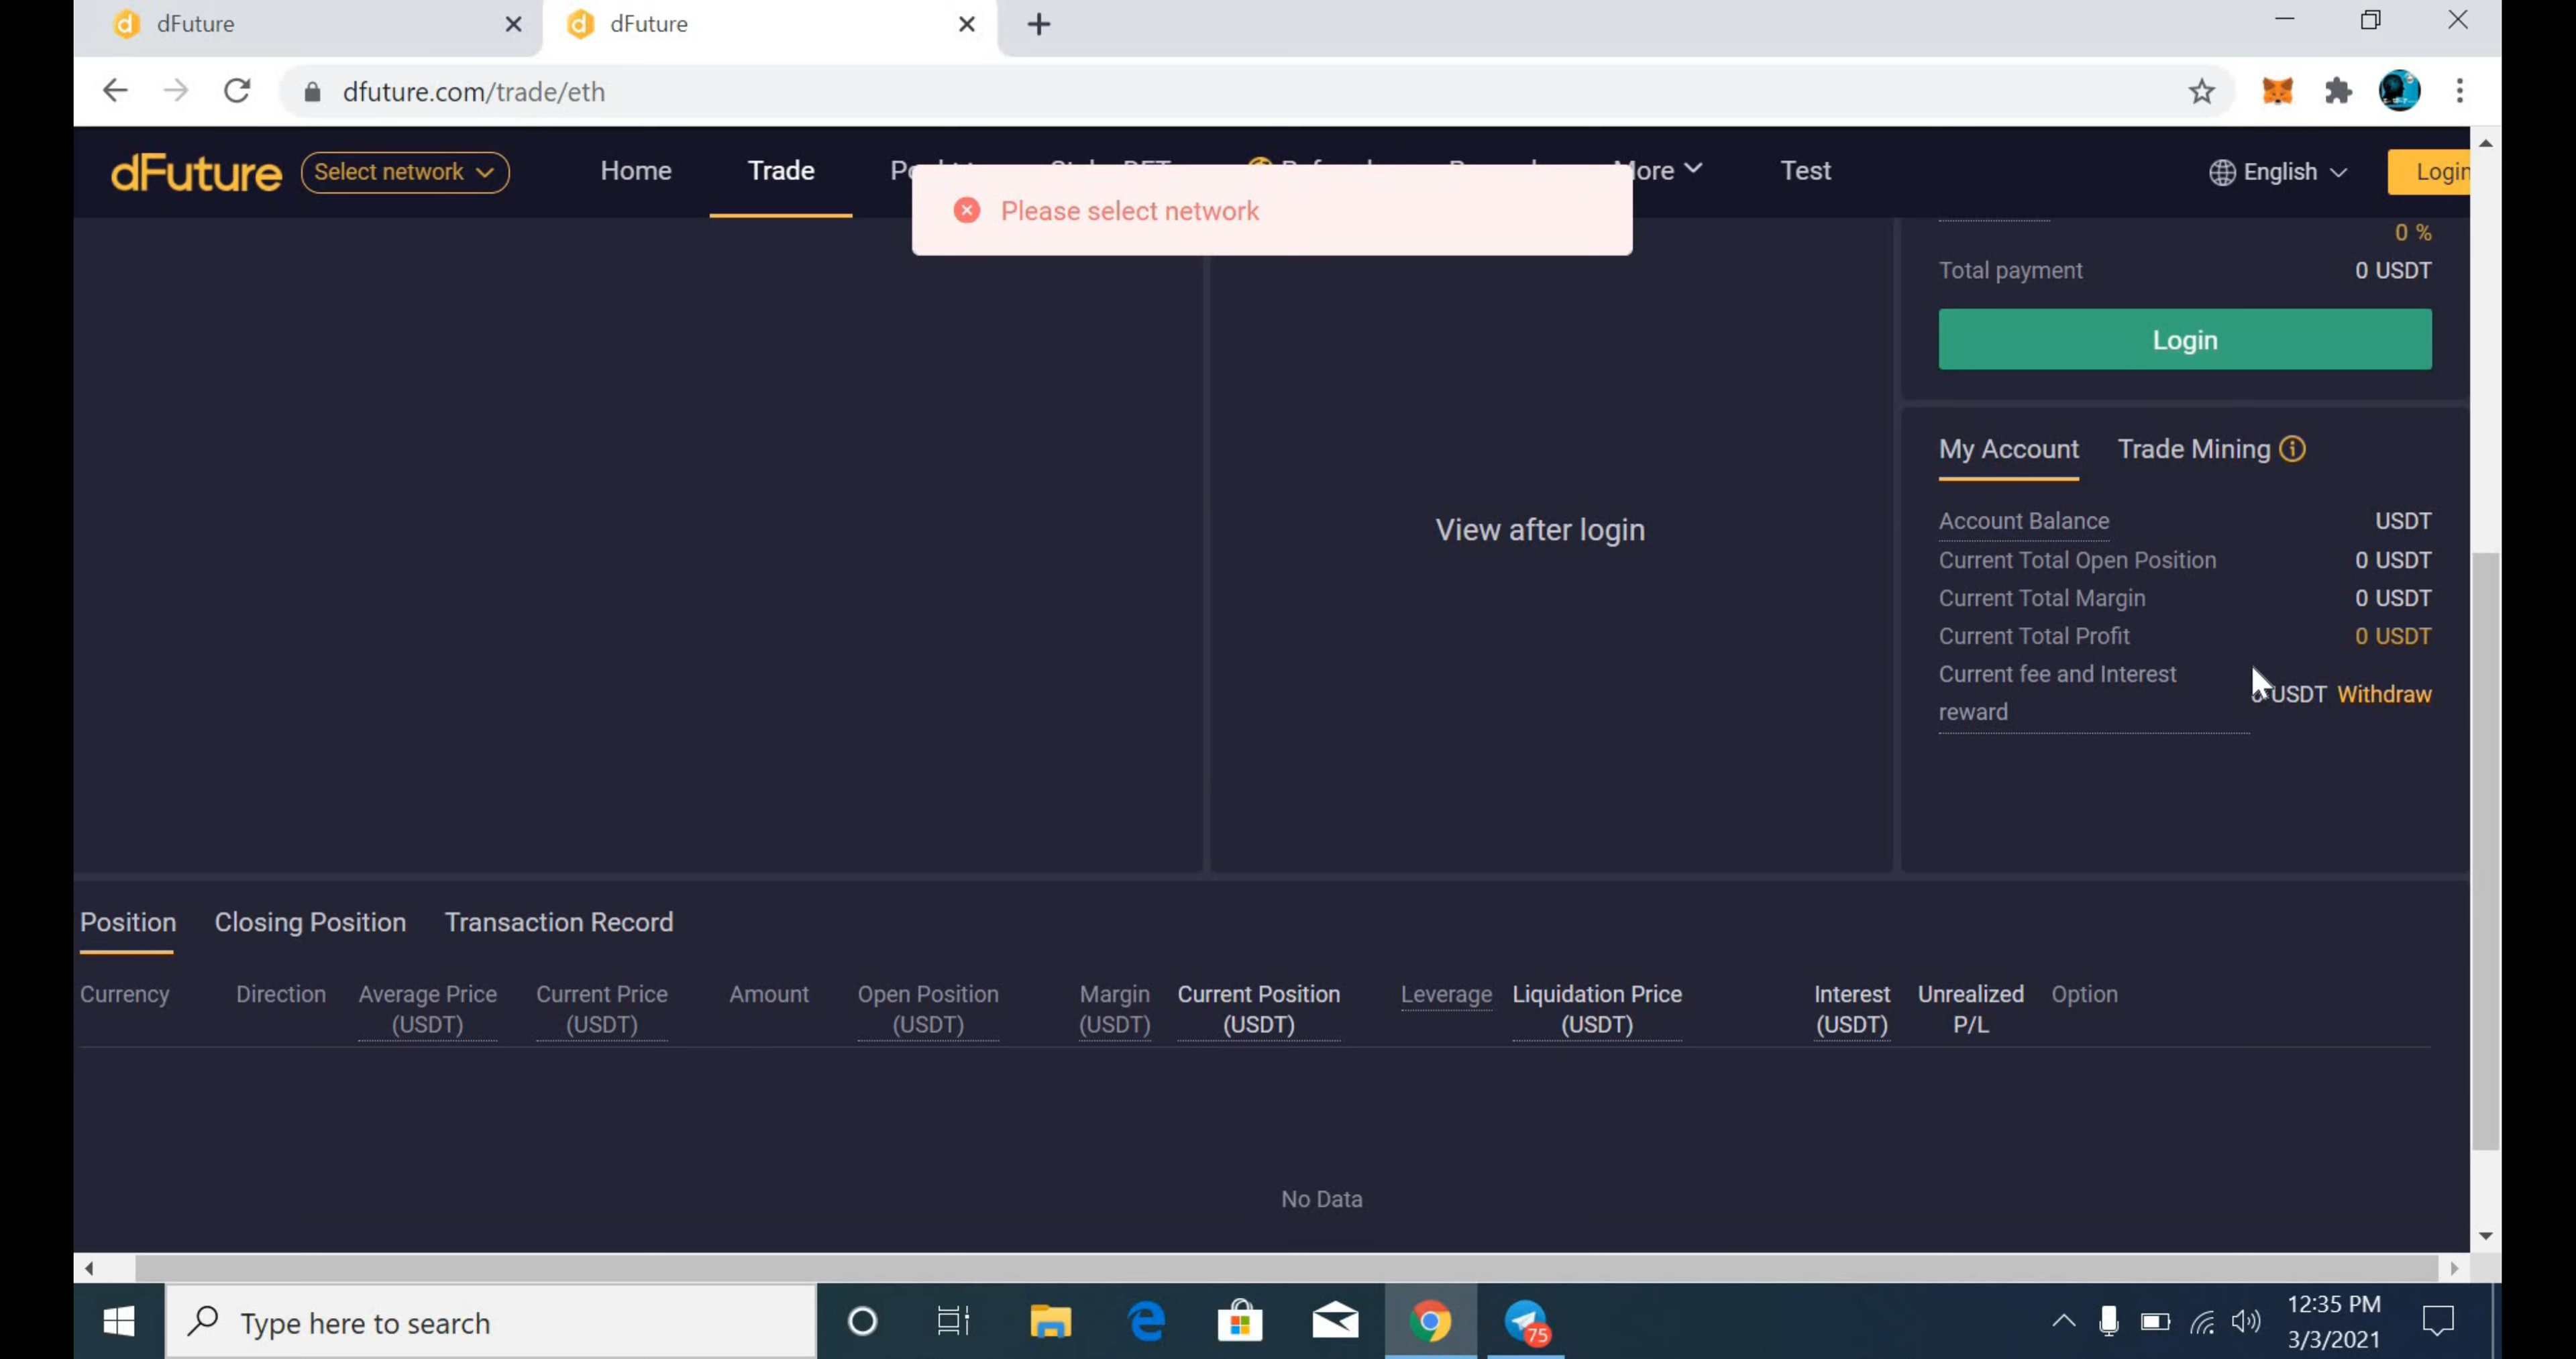 dFuture
dFuture
dfuture.com/trade/eth
dFuture
Select network
Home
Trade
More
Test
English
Login
Please select network
0 %
Total payment
0 USDT
Login
View after login
My Account
Trade Mining
Account Balance
USDT
Current Total Open Position
0 USDT
Current Total Margin
0 USDT
Current Total Profit
0 USDT
Current fee and Interest
reward
USDT
Withdraw
Position
Closing Position
Transaction Record
Currency
Direction
Average Price
(USDT)
Current Price
(USDT)
Amount
Open Position
(USDT)
Margin
(USDT)
Current Position
(USDT)
Leverage
Liquidation Price
(USDT)
Interest
(USDT)
Unrealized
P/L
Option
No Data
Type here to search
75
12:35 PM
3/3/2021